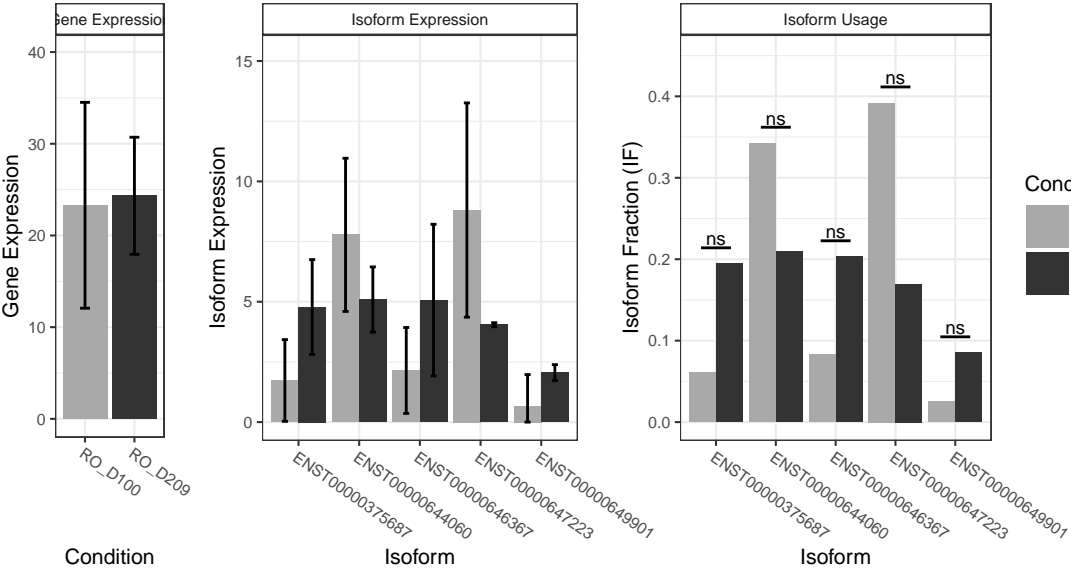 Gene Expression
Isoform Expression
Isoform Usage
Gene Expression
40
30
20
10
0
RO_D100
RO_D209
Condition
Isoform Expression
15
10
5
0
ENST00000375687
ENST00000644060
ENST00000646367
ENST00000647223
ENST00000649901
Isoform
Isoform Fraction (IF)
0.4
0.3
0.2
0.1
0.0
ns
ns
ns
ns
ns
ENST00000375687
ENST00000644060
ENST00000646367
ENST00000647223
ENST00000649901
Isoform
Cond